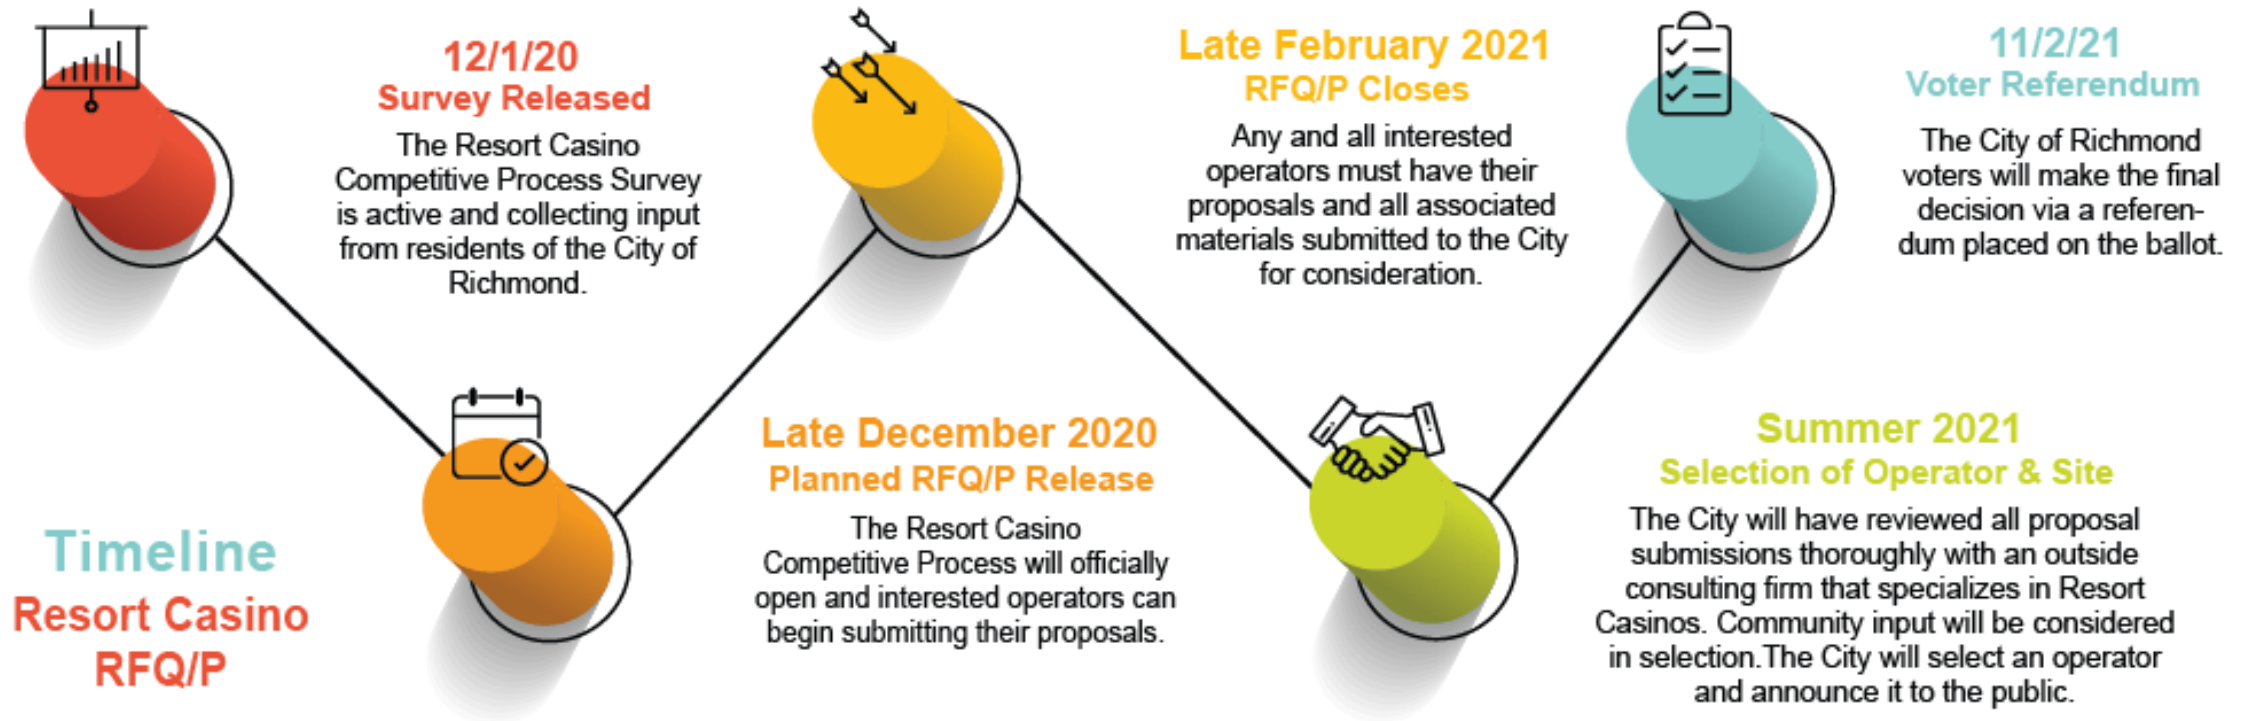 12/1/20
Survey Released
The Resort Casino
Competitive Process Survey
is active and collecting input
from residents of the City of
Richmond.
Late December 2020
Planned RFQ/P Release
The Resort Casino
Competitive Process will officially
open and interested operators can
begin submitting their proposals.
Late February 2021
RFQ/P Closes
Any and all interested
operators must have their
proposals and all associated
materials submitted to the City
for consideration.
Summer 2021
Selection of Operator & Site
The City will have reviewed all proposal
submissions thoroughly with an outside
consulting firm that specializes in Resort
Casinos. Community input will be considered
in selection.The City will select an operator
and announce it to the public.
11/2/21
Voter Referendum
The City of Richmond
voters will make the final
decision via a referen-
dum placed on the ballot.
Timeline
Resort Casino
RFQ/P